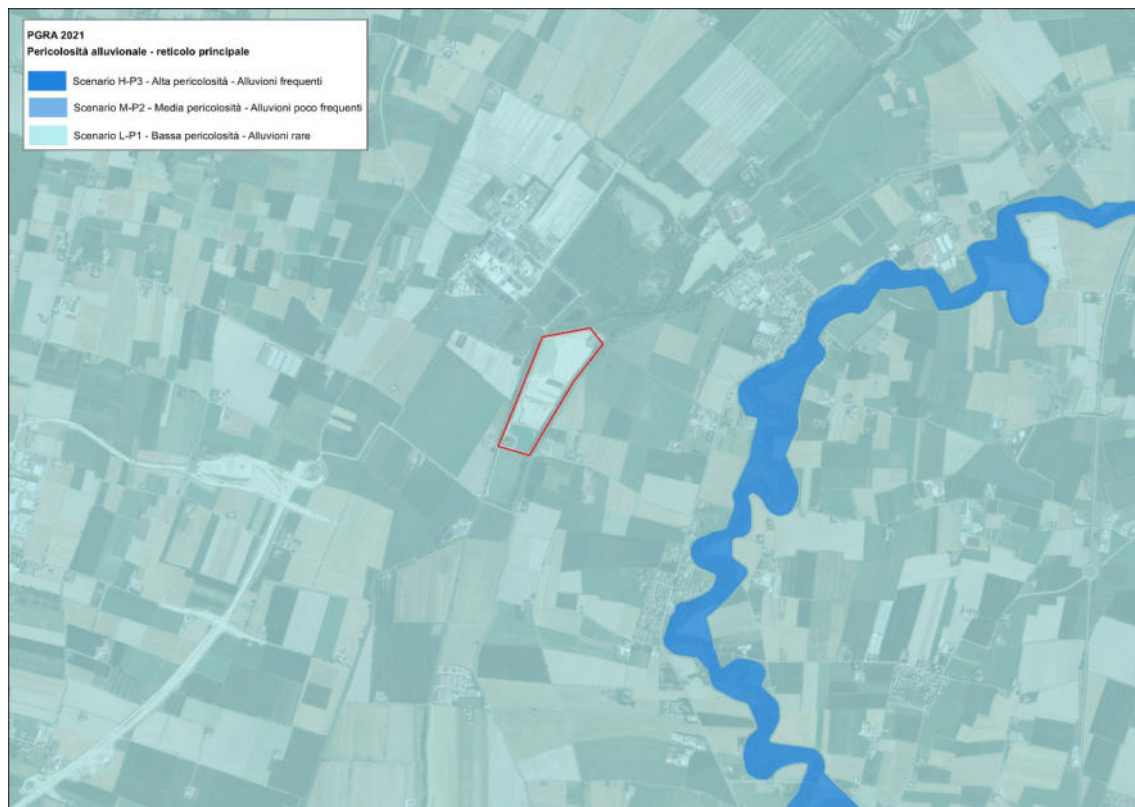 PGRA 2021
Pericolosità alluvionale - reticolo principale
Scenario H-P3 - Alta pericolosità - Alluvioni frequenti
Scenario M-P2 - Media pericolosità - Alluvioni poco frequenti
Scenario L-P1 - Bassa pericolosità - Alluvioni rare